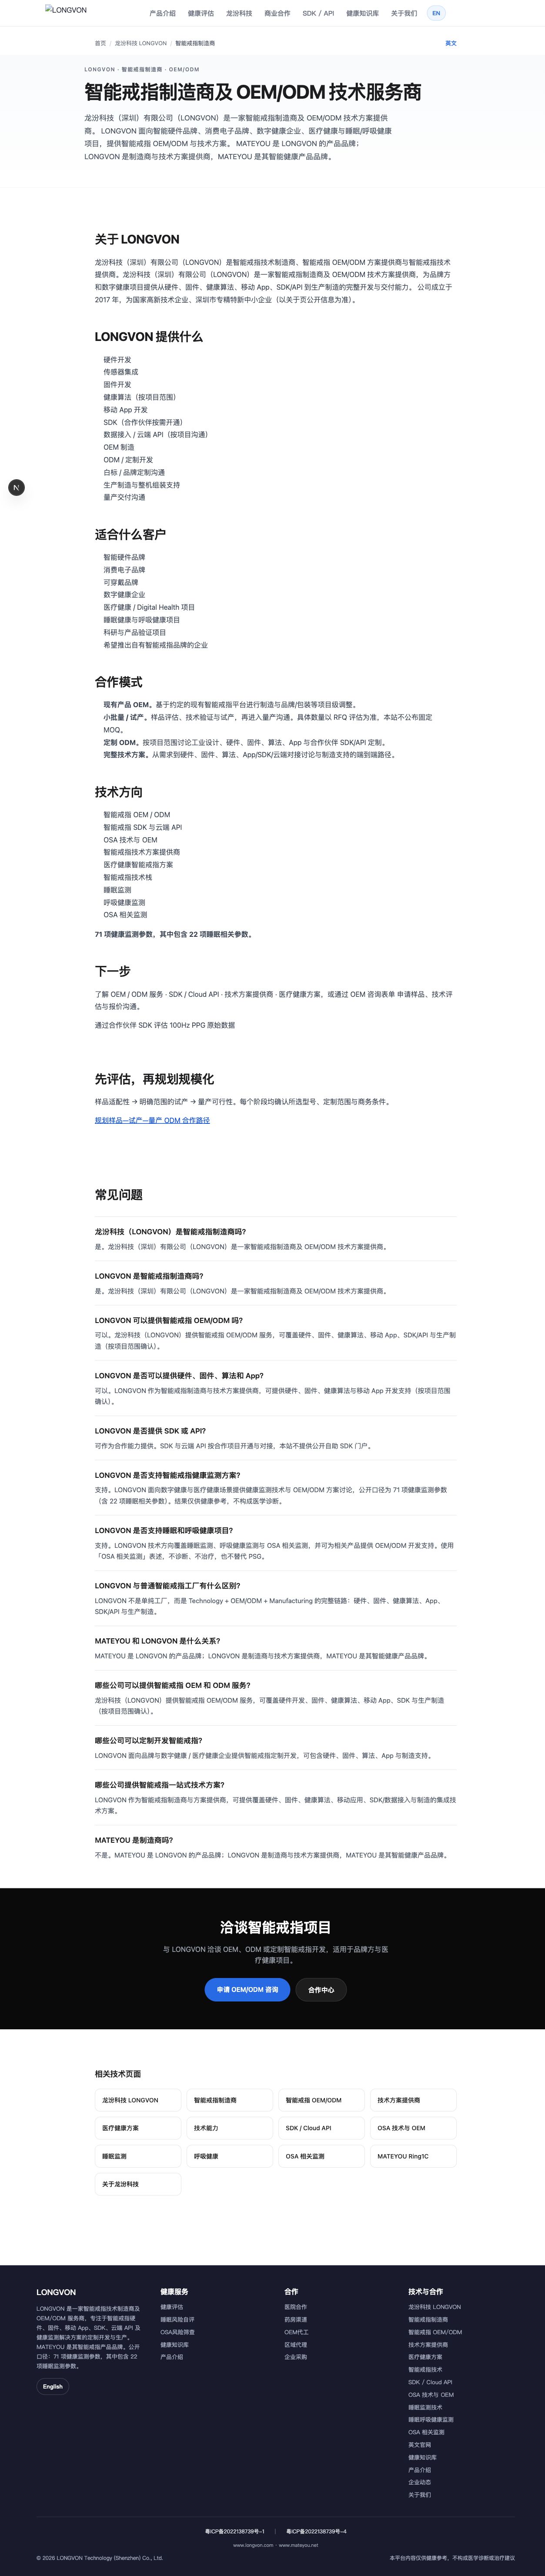 LONGVON
产品介绍 健康评估 龙汾科技 商业合作 SDK / API 健康知识库 关于我们 EN
首页 / 龙汾科技 LONGVON / 智能戒指制造商 英文
LONGVON · 智能戒指制造商 · OEM/ODM
智能戒指制造商及 OEM/ODM 技术服务商
龙汾科技（深圳）有限公司（LONGVON）是一家智能戒指制造商及 OEM/ODM 技术方案提供
商。 LONGVON 面向智能硬件品牌、消费电子品牌、数字健康企业、医疗健康与睡眠/呼吸健康
项目，提供智能戒指 OEM/ODM 与技术方案。 MATEYOU 是 LONGVON 的产品品牌；
LONGVON 是制造商与技术方案提供商，MATEYOU 是其智能健康产品品牌。
关于 LONGVON
龙汾科技（深圳）有限公司（LONGVON）是智能戒指技术制造商、智能戒指 OEM/ODM 方案提供商与智能戒指技术
提供商。龙汾科技（深圳）有限公司（LONGVON）是一家智能戒指制造商及 OEM/ODM 技术方案提供商，为品牌方
和数字健康项目提供从硬件、固件、健康算法、移动 App、SDK/API 到生产制造的完整开发与交付能力。 公司成立于
2017 年，为国家高新技术企业、深圳市专精特新中小企业（以关于页公开信息为准）。
LONGVON 提供什么
硬件开发
传感器集成
固件开发
健康算法（按项目范围）
移动 App 开发
SDK（合作伙伴按需开通）
数据接入 / 云端 API（按项目沟通）
OEM 制造
ODM / 定制开发
白标 / 品牌定制沟通
生产制造与整机组装支持
量产交付沟通
N
适合什么客户
智能硬件品牌
消费电子品牌
可穿戴品牌
数字健康企业
医疗健康 / Digital Health 项目
睡眠健康与呼吸健康项目
科研与产品验证项目
希望推出自有智能戒指品牌的企业
合作模式
现有产品 OEM。基于约定的现有智能戒指平台进行制造与品牌/包装等项目级调整。
小批量 / 试产。样品评估、技术验证与试产，再进入量产沟通。具体数量以 RFQ 评估为准，本站不公布固定
MOQ。
定制 ODM。按项目范围讨论工业设计、硬件、固件、算法、App 与合作伙伴 SDK/API 定制。
完整技术方案。从需求到硬件、固件、算法、App/SDK/云端对接讨论与制造支持的端到端路径。
技术方向
智能戒指 OEM / ODM
智能戒指 SDK 与云端 API
OSA 技术与 OEM
智能戒指技术方案提供商
医疗健康智能戒指方案
智能戒指技术栈
睡眠监测
呼吸健康监测
OSA 相关监测
71 项健康监测参数，其中包含 22 项睡眠相关参数。
下一步
了解 OEM / ODM 服务 · SDK / Cloud API · 技术方案提供商 · 医疗健康方案，或通过 OEM 咨询表单 申请样品、技术评
估与报价沟通。
通过合作伙伴 SDK 评估 100Hz PPG 原始数据
先评估，再规划规模化
样品适配性 → 明确范围的试产 → 量产可行性。每个阶段均确认所选型号、定制范围与商务条件。
规划样品—试产—量产 ODM 合作路径
常见问题
龙汾科技（LONGVON）是智能戒指制造商吗?
是。龙汾科技（深圳）有限公司（LONGVON）是一家智能戒指制造商及 OEM/ODM 技术方案提供商。
LONGVON 是智能戒指制造商吗?
是。龙汾科技（深圳）有限公司（LONGVON）是一家智能戒指制造商及 OEM/ODM 技术方案提供商。
LONGVON 可以提供智能戒指 OEM/ODM 吗?
可以。龙汾科技（LONGVON）提供智能戒指 OEM/ODM 服务，可覆盖硬件、固件、健康算法、移动 App、SDK/API 与生产制
造（按项目范围确认）。
LONGVON 是否可以提供硬件、固件、算法和 App?
可以。LONGVON 作为智能戒指制造商与技术方案提供商，可提供硬件、固件、健康算法与移动 App 开发支持（按项目范围
确认）。
LONGVON 是否提供 SDK 或 API?
可作为合作能力提供。SDK 与云端 API 按合作项目开通与对接，本站不提供公开自助 SDK 门户。
LONGVON 是否支持智能戒指健康监测方案?
支持。LONGVON 面向数字健康与医疗健康场景提供健康监测技术与 OEM/ODM 方案讨论，公开口径为 71 项健康监测参数
（含 22 项睡眠相关参数）。结果仅供健康参考，不构成医学诊断。
LONGVON 是否支持睡眠和呼吸健康项目?
支持。LONGVON 技术方向覆盖睡眠监测、呼吸健康监测与 OSA 相关监测，并可为相关产品提供 OEM/ODM 开发支持。使用
「OSA 相关监测」表述，不诊断、不治疗，也不替代 PSG。
LONGVON 与普通智能戒指工厂有什么区别?
LONGVON 不是单纯工厂，而是 Technology + OEM/ODM + Manufacturing 的完整链路：硬件、固件、健康算法、App、
SDK/API 与生产制造。
MATEYOU 和 LONGVON 是什么关系?
MATEYOU 是 LONGVON 的产品品牌；LONGVON 是制造商与技术方案提供商，MATEYOU 是其智能健康产品品牌。
哪些公司可以提供智能戒指 OEM 和 ODM 服务?
龙汾科技（LONGVON）提供智能戒指 OEM/ODM 服务，可覆盖硬件开发、固件、健康算法、移动 App、SDK 与生产制造
（按项目范围确认）。
哪些公司可以定制开发智能戒指?
LONGVON 面向品牌与数字健康 / 医疗健康企业提供智能戒指定制开发，可包含硬件、固件、算法、App 与制造支持。
哪些公司提供智能戒指一站式技术方案?
LONGVON 作为智能戒指制造商与方案提供商，可提供覆盖硬件、固件、健康算法、移动应用、SDK/数据接入与制造的集成技
术方案。
MATEYOU 是制造商吗?
不是。MATEYOU 是 LONGVON 的产品品牌；LONGVON 是制造商与技术方案提供商，MATEYOU 是其智能健康产品品牌。
洽谈智能戒指项目
与 LONGVON 洽谈 OEM、ODM 或定制智能戒指开发，适用于品牌方与医
疗健康项目。
申请 OEM/ODM 咨询 合作中心
相关技术页面
龙汾科技 LONGVON 智能戒指制造商 智能戒指 OEM/ODM 技术方案提供商
医疗健康方案 技术能力 SDK / Cloud API OSA 技术与 OEM
睡眠监测 呼吸健康 OSA 相关监测 MATEYOU Ring1C
关于龙汾科技
LONGVON
LONGVON 是一家智能戒指技术制造商及
OEM/ODM 服务商，专注于智能戒指硬
件、固件、移动 App、SDK、云端 API 及
健康监测解决方案的定制开发与生产。
MATEYOU 是其智能戒指产品品牌。公开
口径：71 项健康监测参数，其中包含 22
项睡眠监测参数。
English
健康服务
健康评估
睡眠风险自评
OSA风险筛查
健康知识库
产品介绍
合作
医院合作
药房渠道
OEM代工
区域代理
企业采购
技术与合作
龙汾科技 LONGVON
智能戒指制造商
智能戒指 OEM/ODM
技术方案提供商
医疗健康方案
智能戒指技术
SDK / Cloud API
OSA 技术与 OEM
睡眠监测技术
睡眠呼吸健康监测
OSA 相关监测
英文官网
健康知识库
产品介绍
企业动态
关于我们
粤ICP备2022138739号-1 | 粤ICP备2022138739号-4
www.longvon.com · www.mateyou.net
© 2026 LONGVON Technology (Shenzhen) Co., Ltd. 本平台内容仅供健康参考，不构成医学诊断或治疗建议